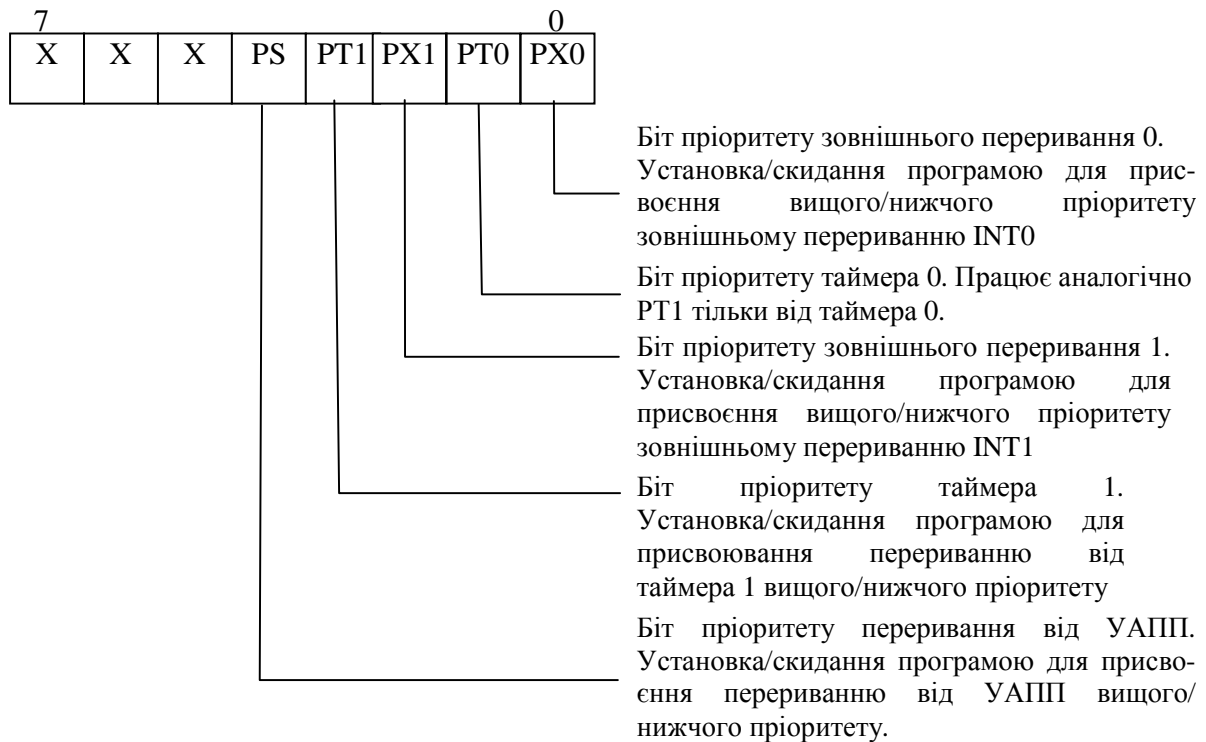 7 0
X X X PS PT1 PX1 PT0 PX0
Біт пріоритету зовнішнього переривання 0.
Установка/скидання програмою для прис-
воєння вищого/нижчого пріоритету
зовнішньому перериванню INT0
Біт пріоритету таймера 0. Працює аналогічно
PT1 тільки від таймера 0.
Біт пріоритету зовнішнього переривання 1.
Установка/скидання програмою для
присвоєння вищого/нижчого пріоритету
зовнішньому перериванню INT1
Біт пріоритету таймера 1.
Установка/скидання програмою для
присвоювання перериванню від
таймера 1 вищого/нижчого пріоритету
Біт пріоритету переривання від УАПП.
Установка/скидання програмою для присво-
єння перериванню від УАПП вищого/
нижчого пріоритету.